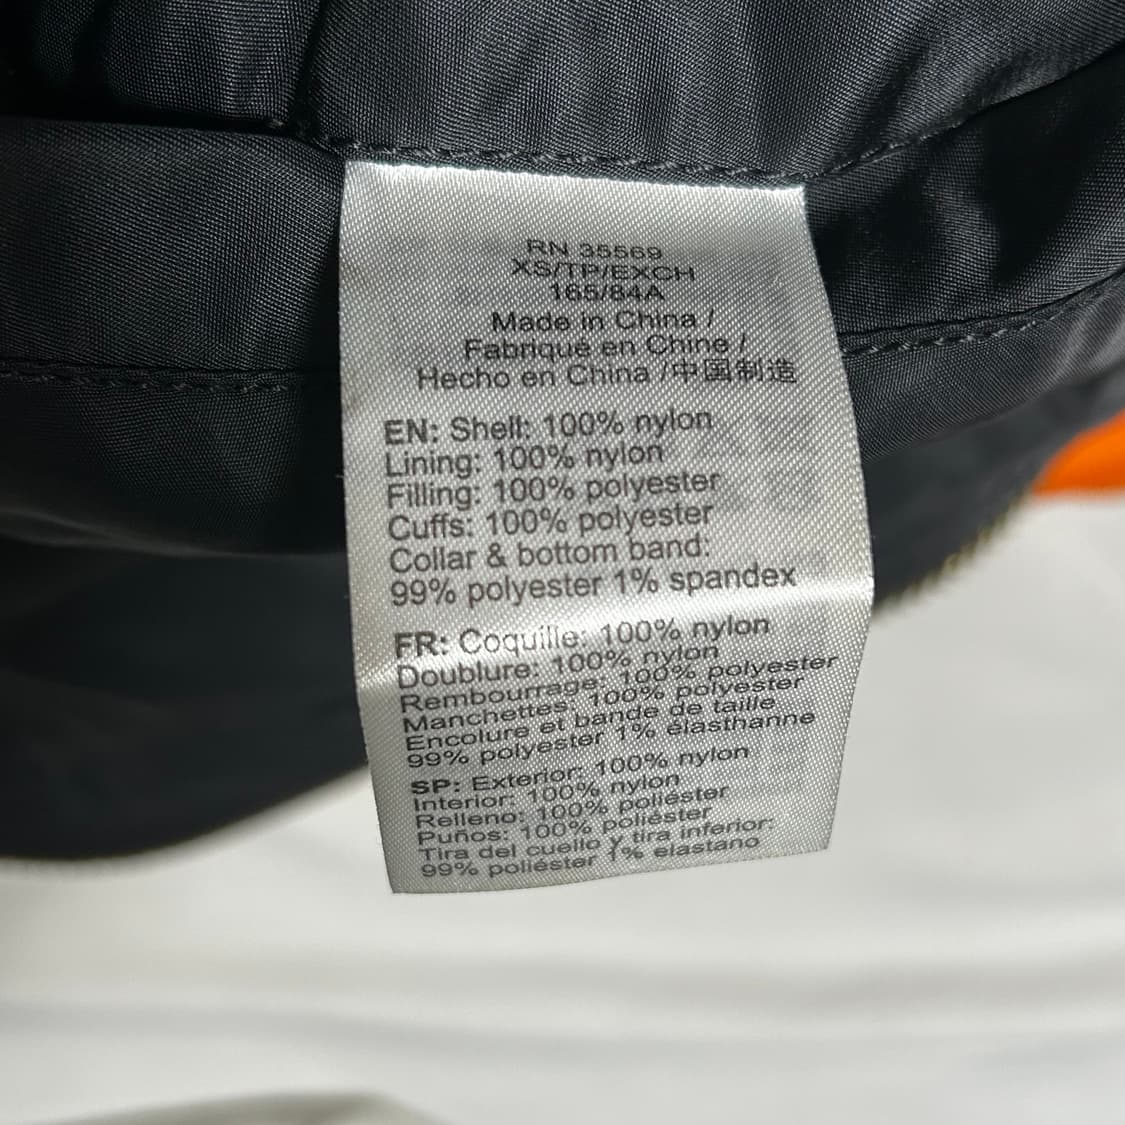 RN 35569
XS/TP/EXCH
165/84A
Made in China /
Fabriqué en Chine /
Hecho en China /中国制造
EN: Shell: 100% nylon
Lining: 100% nylon
Filling: 100% polyester
Cuffs: 100% polyester
Collar & bottom band:
99% polyester 1% spandex
FR: Coquille: 100% nylon
Doublure: 100% nylon
Rembourrage: 100% polyester
Manchettes: 100% polyester
Encolure et bande de taille
99% polyester 1% élasthanne
SP: Exterior: 100% nylon
Interior: 100% nylon
Relleno: 100% poliéster
Puños: 100% poliéster
Tira del cuello y tira inferior:
99% poliéster 1% elastano